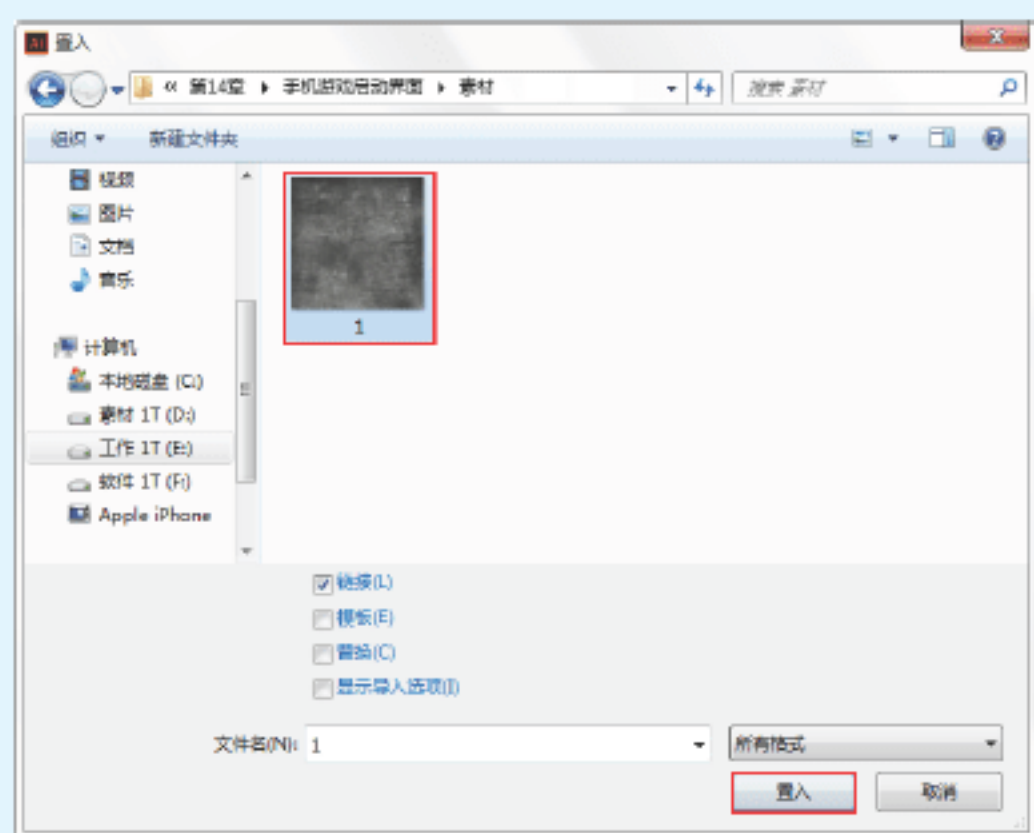 Ai 置入
« 第14章 ▸ 手机游戏启动界面 ▸ 素材
搜索 素材
组织 新建文件夹
视频
图片
文档
音乐
1
计算机
本地磁盘 (C:)
素材 1T (D:)
工作 1T (E:)
软件 1T (F:)
Apple iPhone
链接(L)
模板(E)
替换(C)
显示导入选项(I)
文件名(N): 1
所有格式
置入 取消